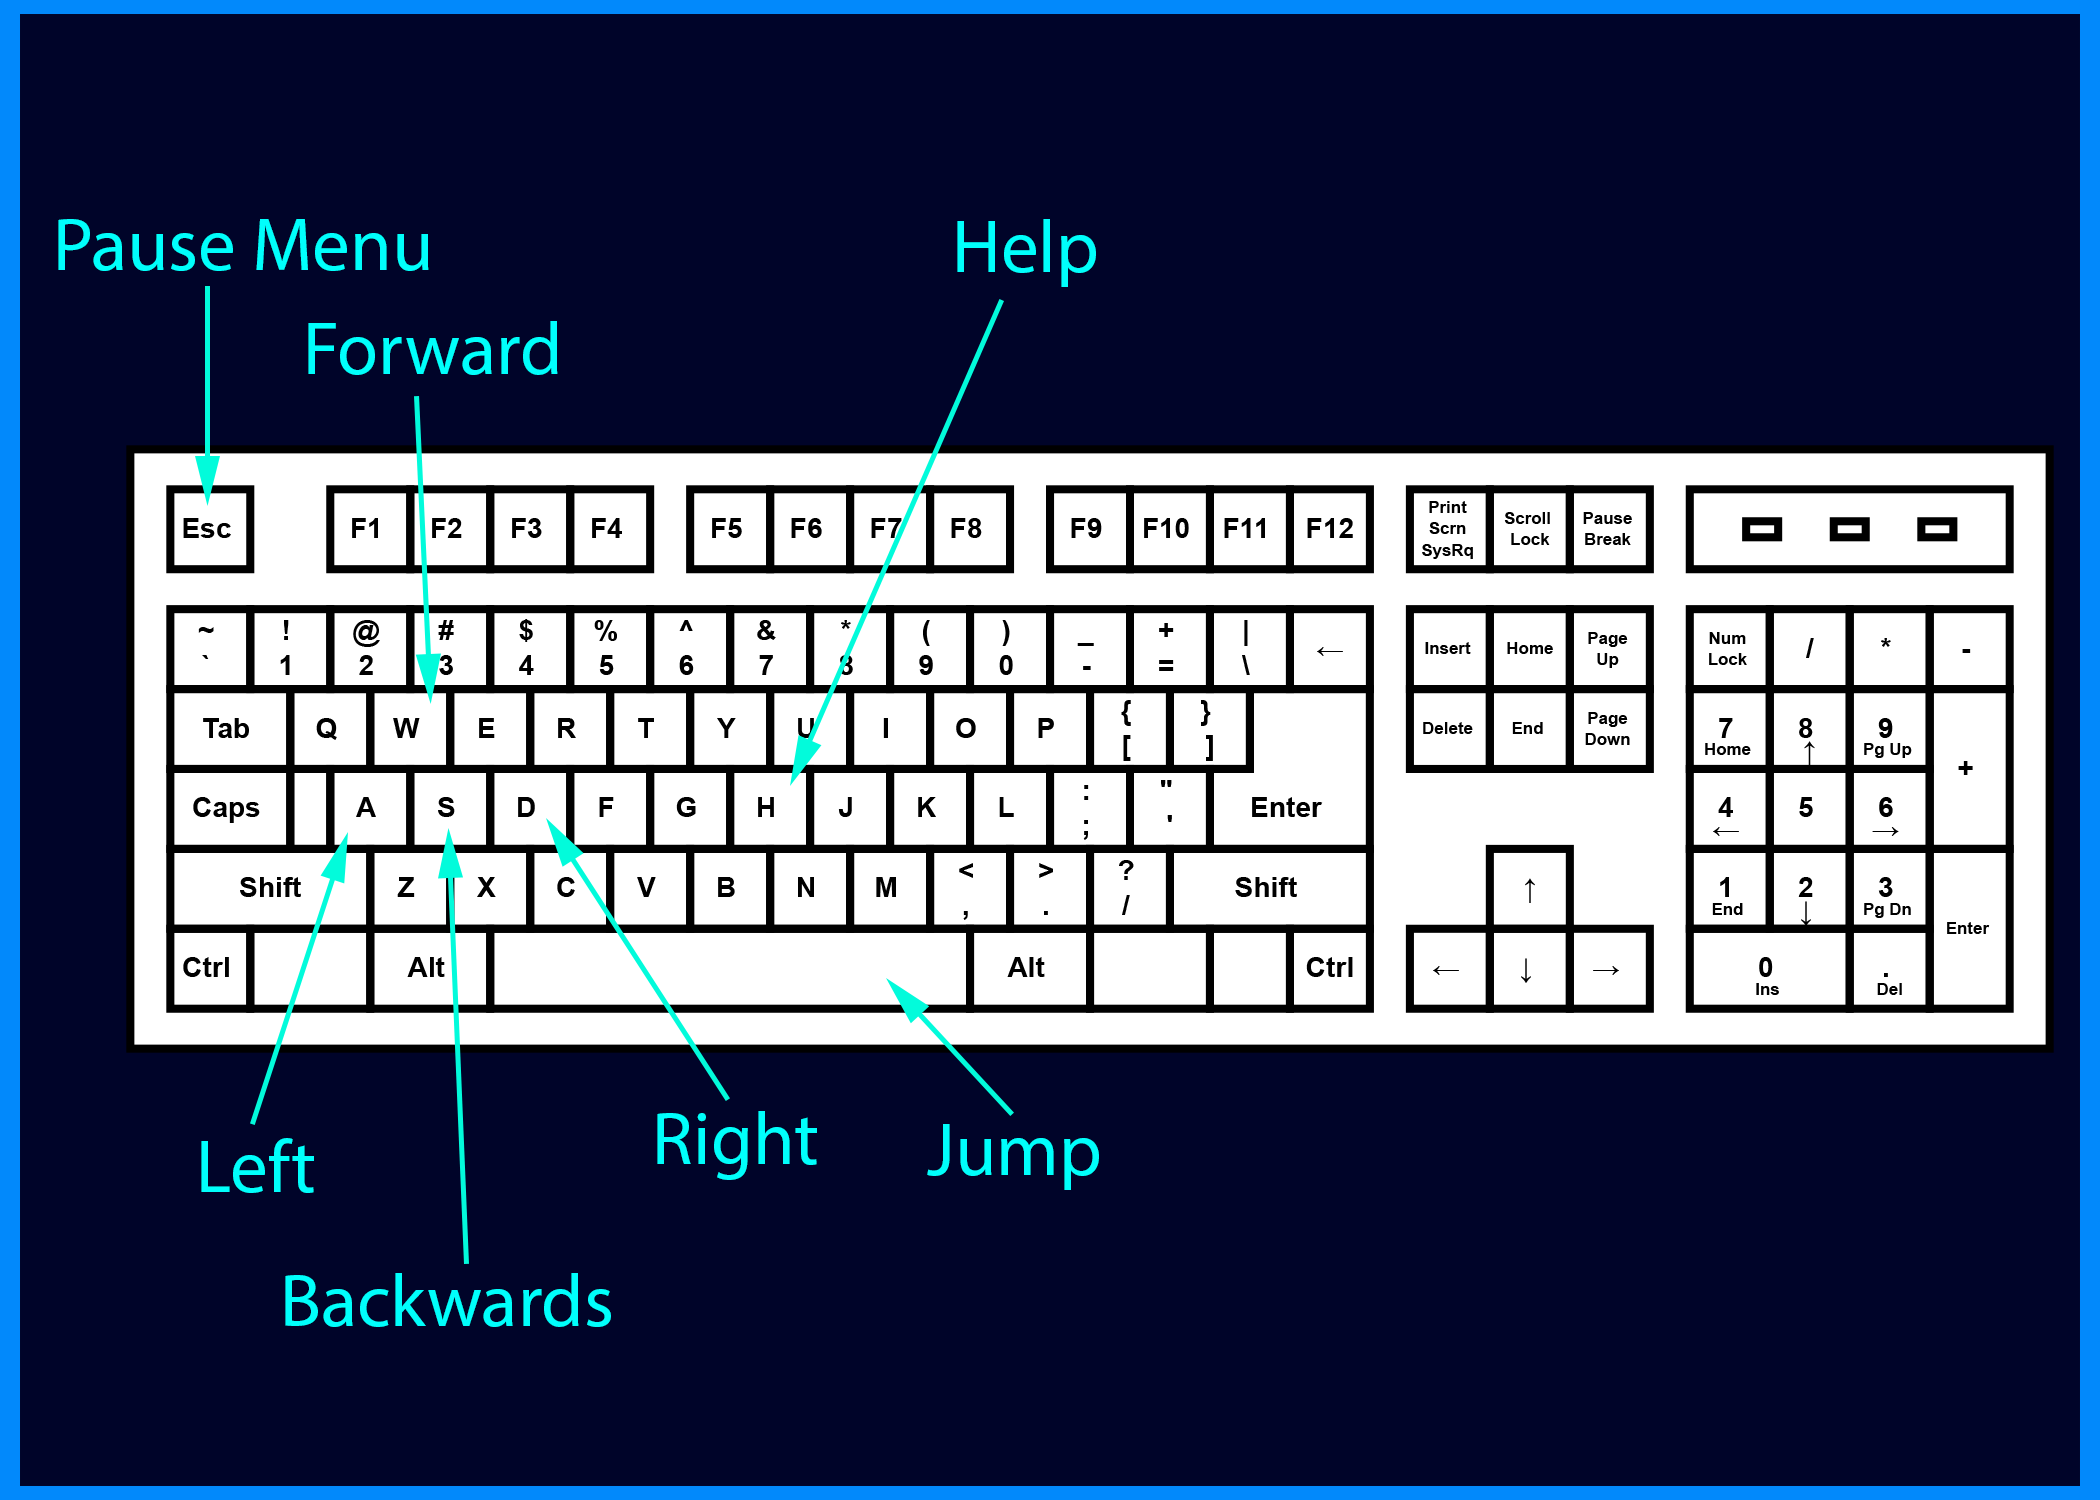 Pause Menu
Help
Forward
Esc F1 F2 F3 F4 F5 F6 F7 F8 F9 F10 F11 F12
Print Scrn SysRq
Scroll Lock
Pause Break
~ ! @ # $ % ^ & * ( ) _ + |
` 1 2 3 4 5 6 7 8 9 0 - = \ ←
Insert Home Page Up
Num Lock / * -
Tab Q W E R T Y U I O P { [ } ]
Delete End Page Down
7 Home 8 ↑ 9 Pg Up +
Caps A S D F G H J K L : ; " ' Enter
4 ← 5 6 →
Shift Z X C V B N M < , > . ? / Shift
↑
1 End 2 ↓ 3 Pg Dn Enter
Ctrl Alt Alt Ctrl
← ↓ →
0 Ins . Del
Left
Right
Jump
Backwards